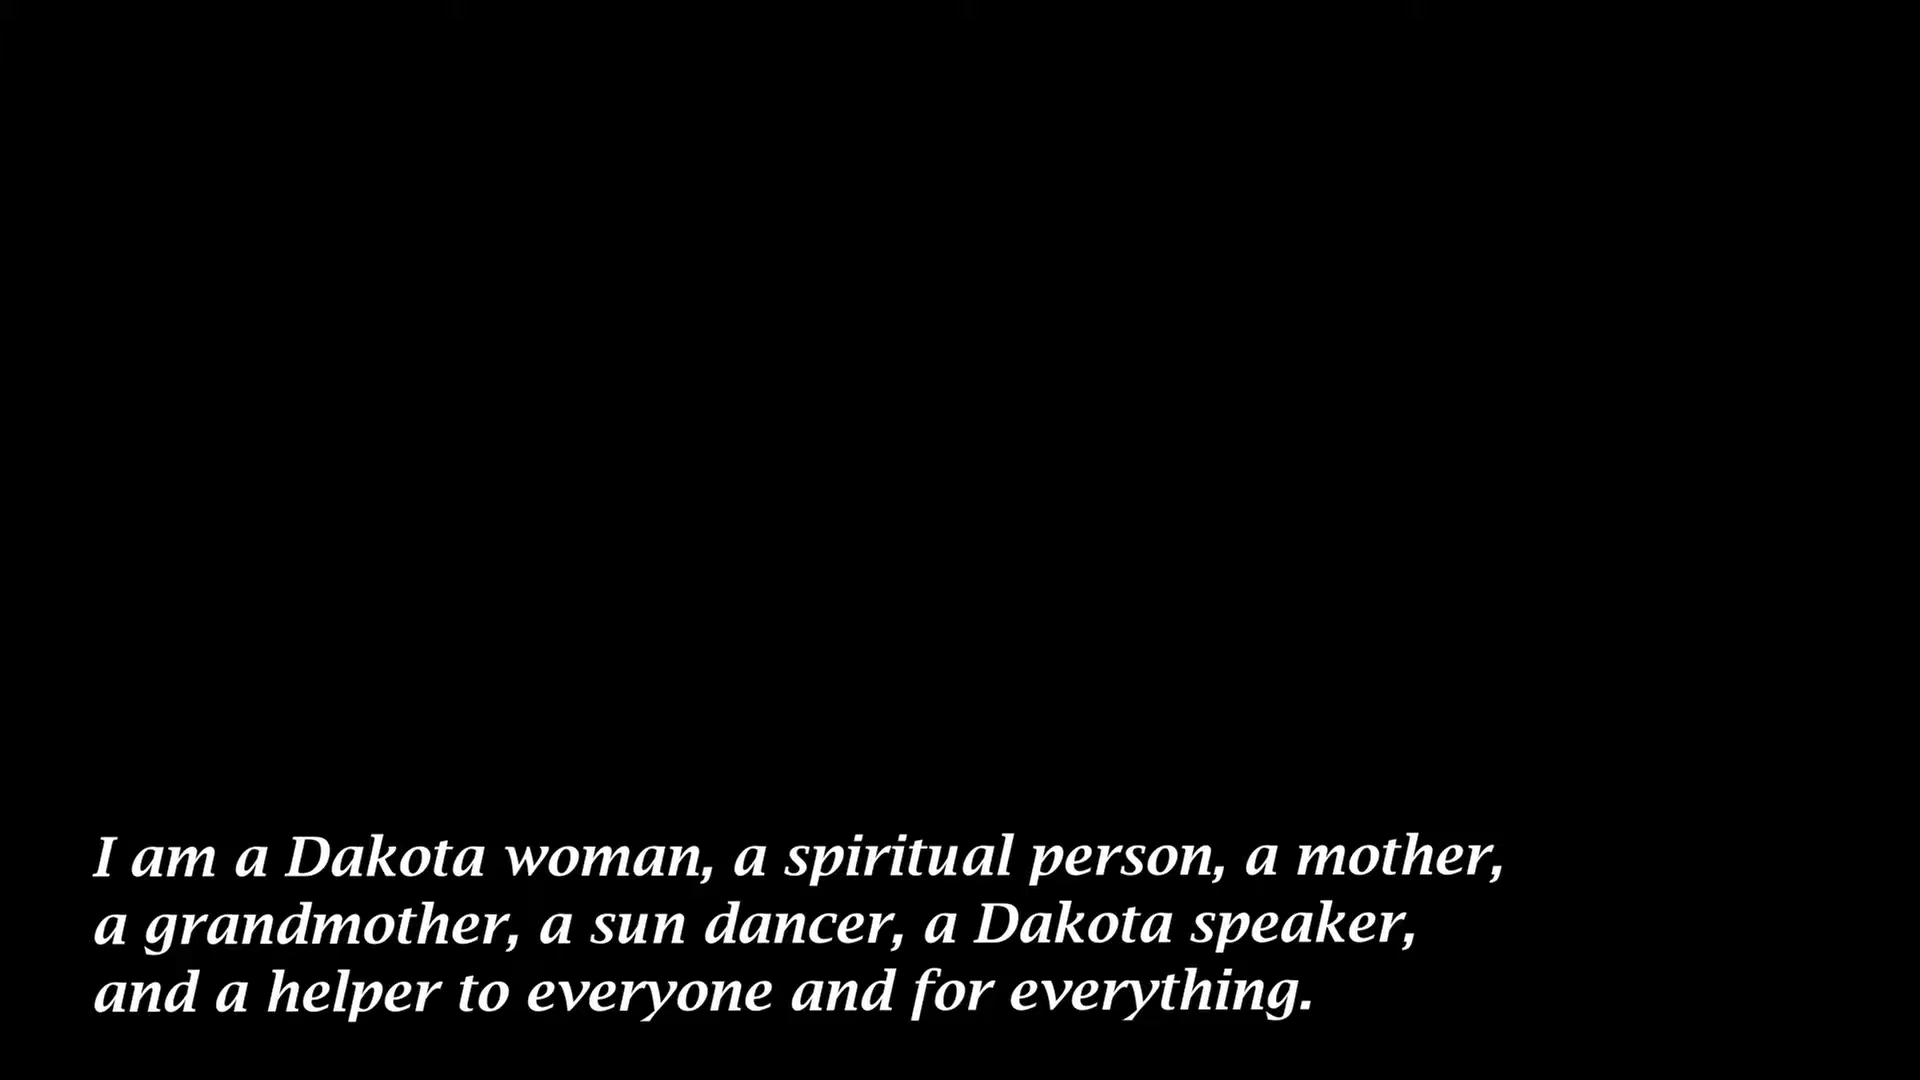 I am a Dakota woman, a spiritual person, a mother,
a grandmother, a sun dancer, a Dakota speaker,
and a helper to everyone and for everything.